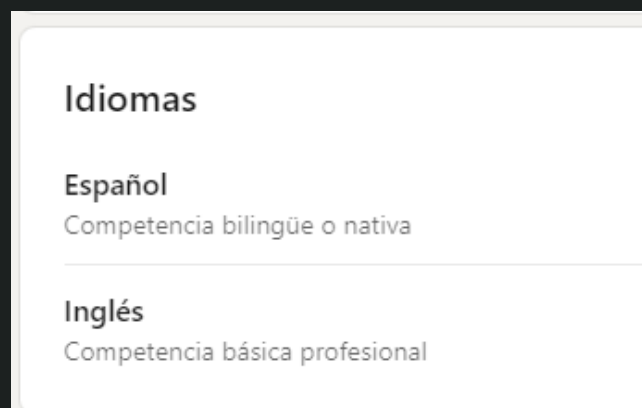 Idiomas
Español
Competencia bilingüe o nativa
Inglés
Competencia básica profesional